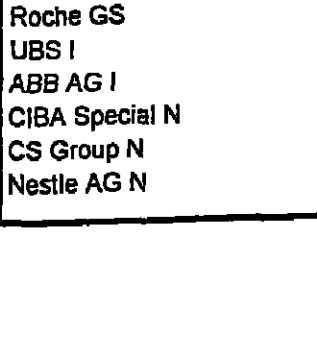 Roche GS
UBS I
ABB AG I
CIBA Special N
CS Group N
Nestle AG N